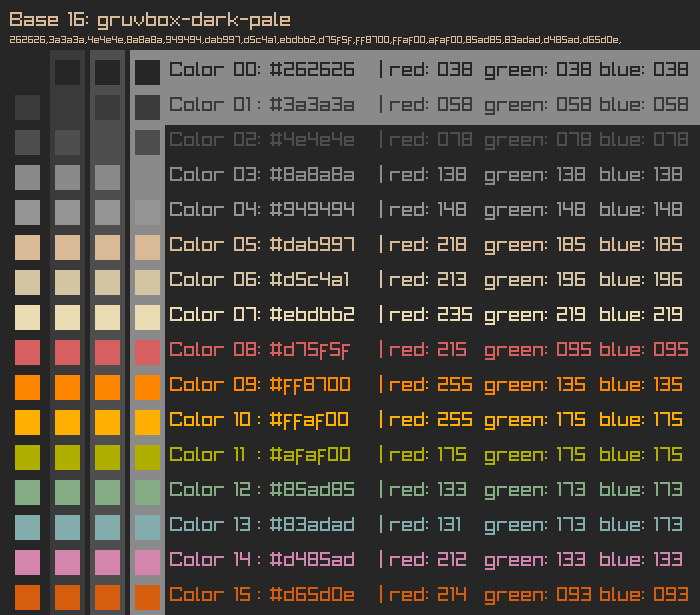 Base 16: gruvbox-dark-pale
262626,3a3a3a,4e4e4e,8a8a8a,949494,dab997,d5c4a1,ebdbb2,d75f5f,ff8700,ffaf00,afaf00,85ad85,83adad,d485ad,d65d0e,
Color 00: #262626 | red: 038 green: 038 blue: 038
Color 01 : #3a3a3a | red: 058 green: 058 blue: 058
Color 02: #4e4e4e | red: 078 green: 078 blue: 078
Color 03: #8a8a8a | red: 138 green: 138 blue: 138
Color 04: #949494 | red: 148 green: 148 blue: 148
Color 05: #dab997 | red: 218 green: 185 blue: 185
Color 06: #d5c4a1 | red: 213 green: 196 blue: 196
Color 07: #ebdbb2 | red: 235 green: 219 blue: 219
Color 08: #d75f5f | red: 215 green: 095 blue: 095
Color 09: #ff8700 | red: 255 green: 135 blue: 135
Color 10 : #ffaf00 | red: 255 green: 175 blue: 175
Color 11 : #afaf00 | red: 175 green: 175 blue: 175
Color 12 : #85ad85 | red: 133 green: 173 blue: 173
Color 13 : #83adad | red: 131 green: 173 blue: 173
Color 14 : #d485ad | red: 212 green: 133 blue: 133
Color 15 : #d65d0e | red: 214 green: 093 blue: 093